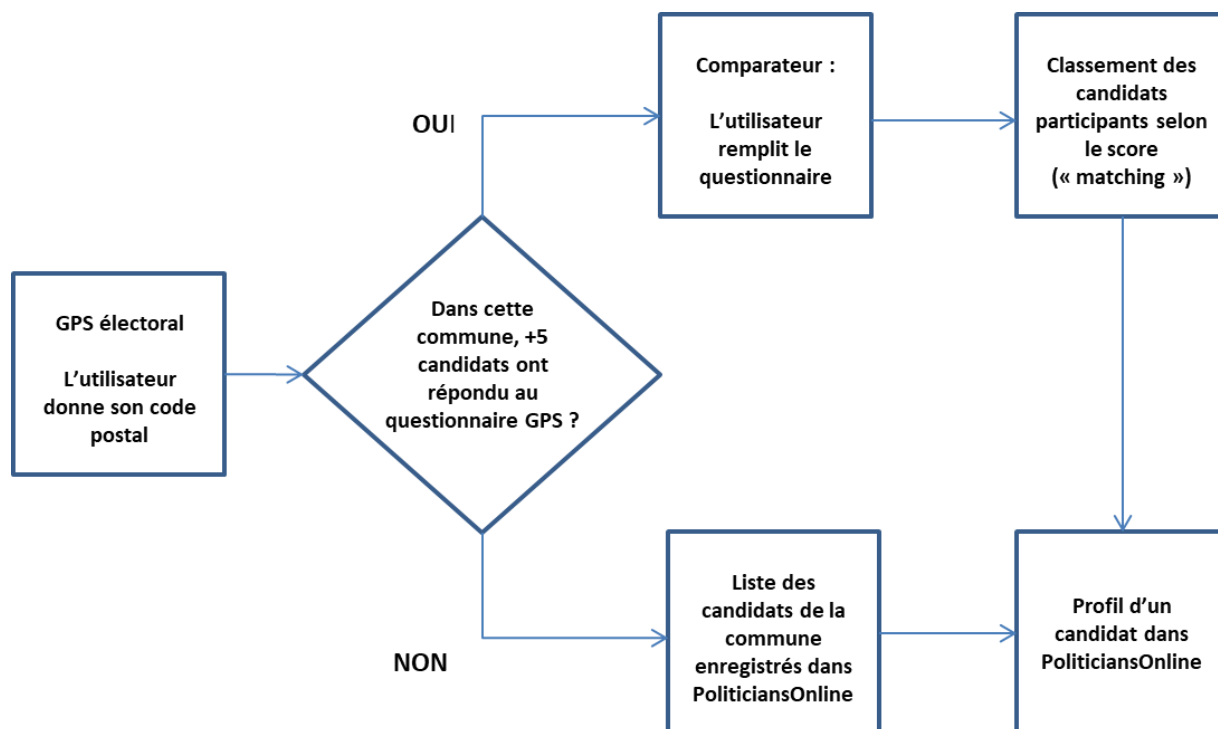 GPS électoral
L’utilisateur
donne son code
postal
Dans cette
commune, +5
candidats ont
répondu au
questionnaire GPS ?
OUI
Comparateur :
L’utilisateur
remplit le
questionnaire
Classement des
candidats
participants selon
le score
(« matching »)
NON
Liste des
candidats de la
commune
enregistrés dans
PoliticiansOnline
Profil d’un
candidat dans
PoliticiansOnline